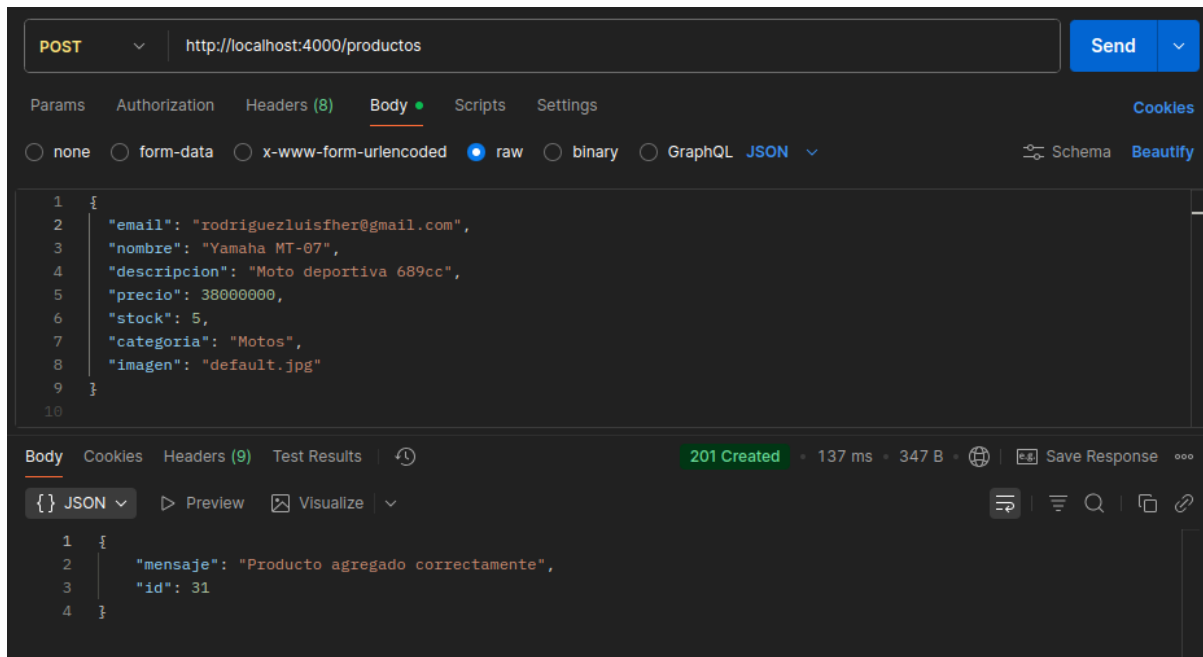 POST http://localhost:4000/productos Send
Params Authorization Headers (8) Body Scripts Settings Cookies
none form-data x-www-form-urlencoded raw binary GraphQL JSON Schema Beautify
1 {
2 "email": "rodriguezluisfher@gmail.com",
3 "nombre": "Yamaha MT-07",
4 "descripcion": "Moto deportiva 689cc",
5 "precio": 38000000,
6 "stock": 5,
7 "categoria": "Motos",
8 "imagen": "default.jpg"
9 }
10
Body Cookies Headers (9) Test Results 201 Created 137 ms 347 B e.g. Save Response
{} JSON Preview Visualize
1 {
2 "mensaje": "Producto agregado correctamente",
3 "id": 31
4 }